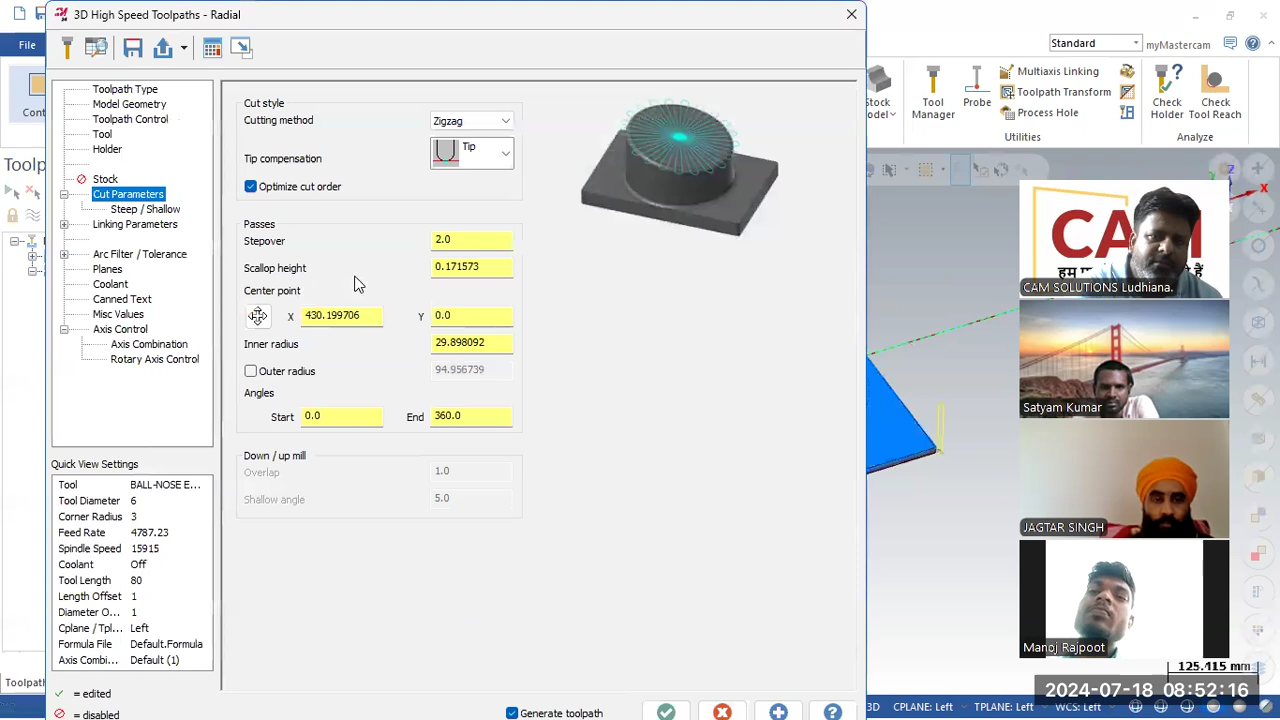 3D High Speed Toolpaths - Radial
File
Standard
myMastercam
Cont
Stock
Model
Tool
Manager
Probe
Multiaxis Linking
Toolpath Transform
Process Hole
Check
Holder
Check
Tool Reach
Utilities
Analyze
Toolp
Toolpath Type
Model Geometry
Toolpath Control
Tool
Holder
Stock
Cut Parameters
Steep / Shallow
Linking Parameters
Arc Filter / Tolerance
Planes
Coolant
Canned Text
Misc Values
Axis Control
Axis Combination
Rotary Axis Control
Cut style
Cutting method
Zigzag
Tip compensation
Tip
Optimize cut order
Passes
Stepover
2.0
Scallop height
0.171573
Center point
X
430.199706
Y
0.0
Inner radius
29.898092
Outer radius
94.956739
Angles
Start
0.0
End
360.0
Down / up mill
Overlap
1.0
Shallow angle
5.0
Quick View Settings
Tool BALL-NOSE E...
Tool Diameter 6
Corner Radius 3
Feed Rate 4787.23
Spindle Speed 15915
Coolant Off
Tool Length 80
Length Offset 1
Diameter O... 1
Cplane / Tpl... Left
Formula File Default.Formula
Axis Combi... Default (1)
= edited
= disabled
Generate toolpath
Toolpath
Z
Y
X
CA
CAM SOLUTIONS Ludhiana.
Satyam Kumar
JAGTAR SINGH
Manoj Rajpoot
125.415 mm
2024-07-18 08:52:16
3D CPLANE: Left TPLANE: Left WCS: Left